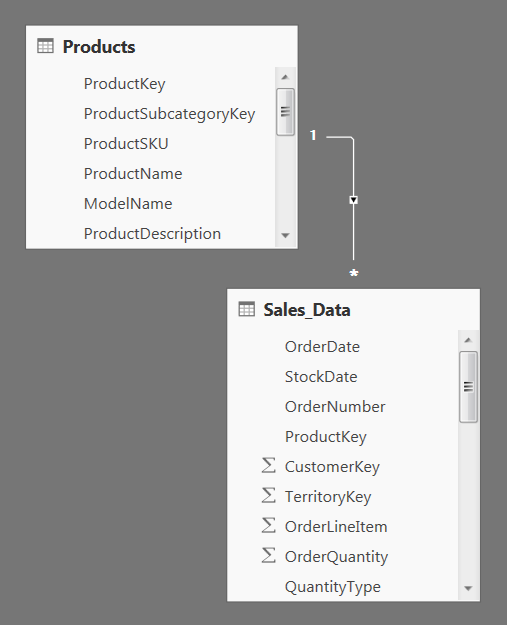 Products
ProductKey
ProductSubcategoryKey
ProductSKU
ProductName
ModelName
ProductDescription
1
*
Sales_Data
OrderDate
StockDate
OrderNumber
ProductKey
Σ CustomerKey
Σ TerritoryKey
Σ OrderLineItem
Σ OrderQuantity
QuantityType